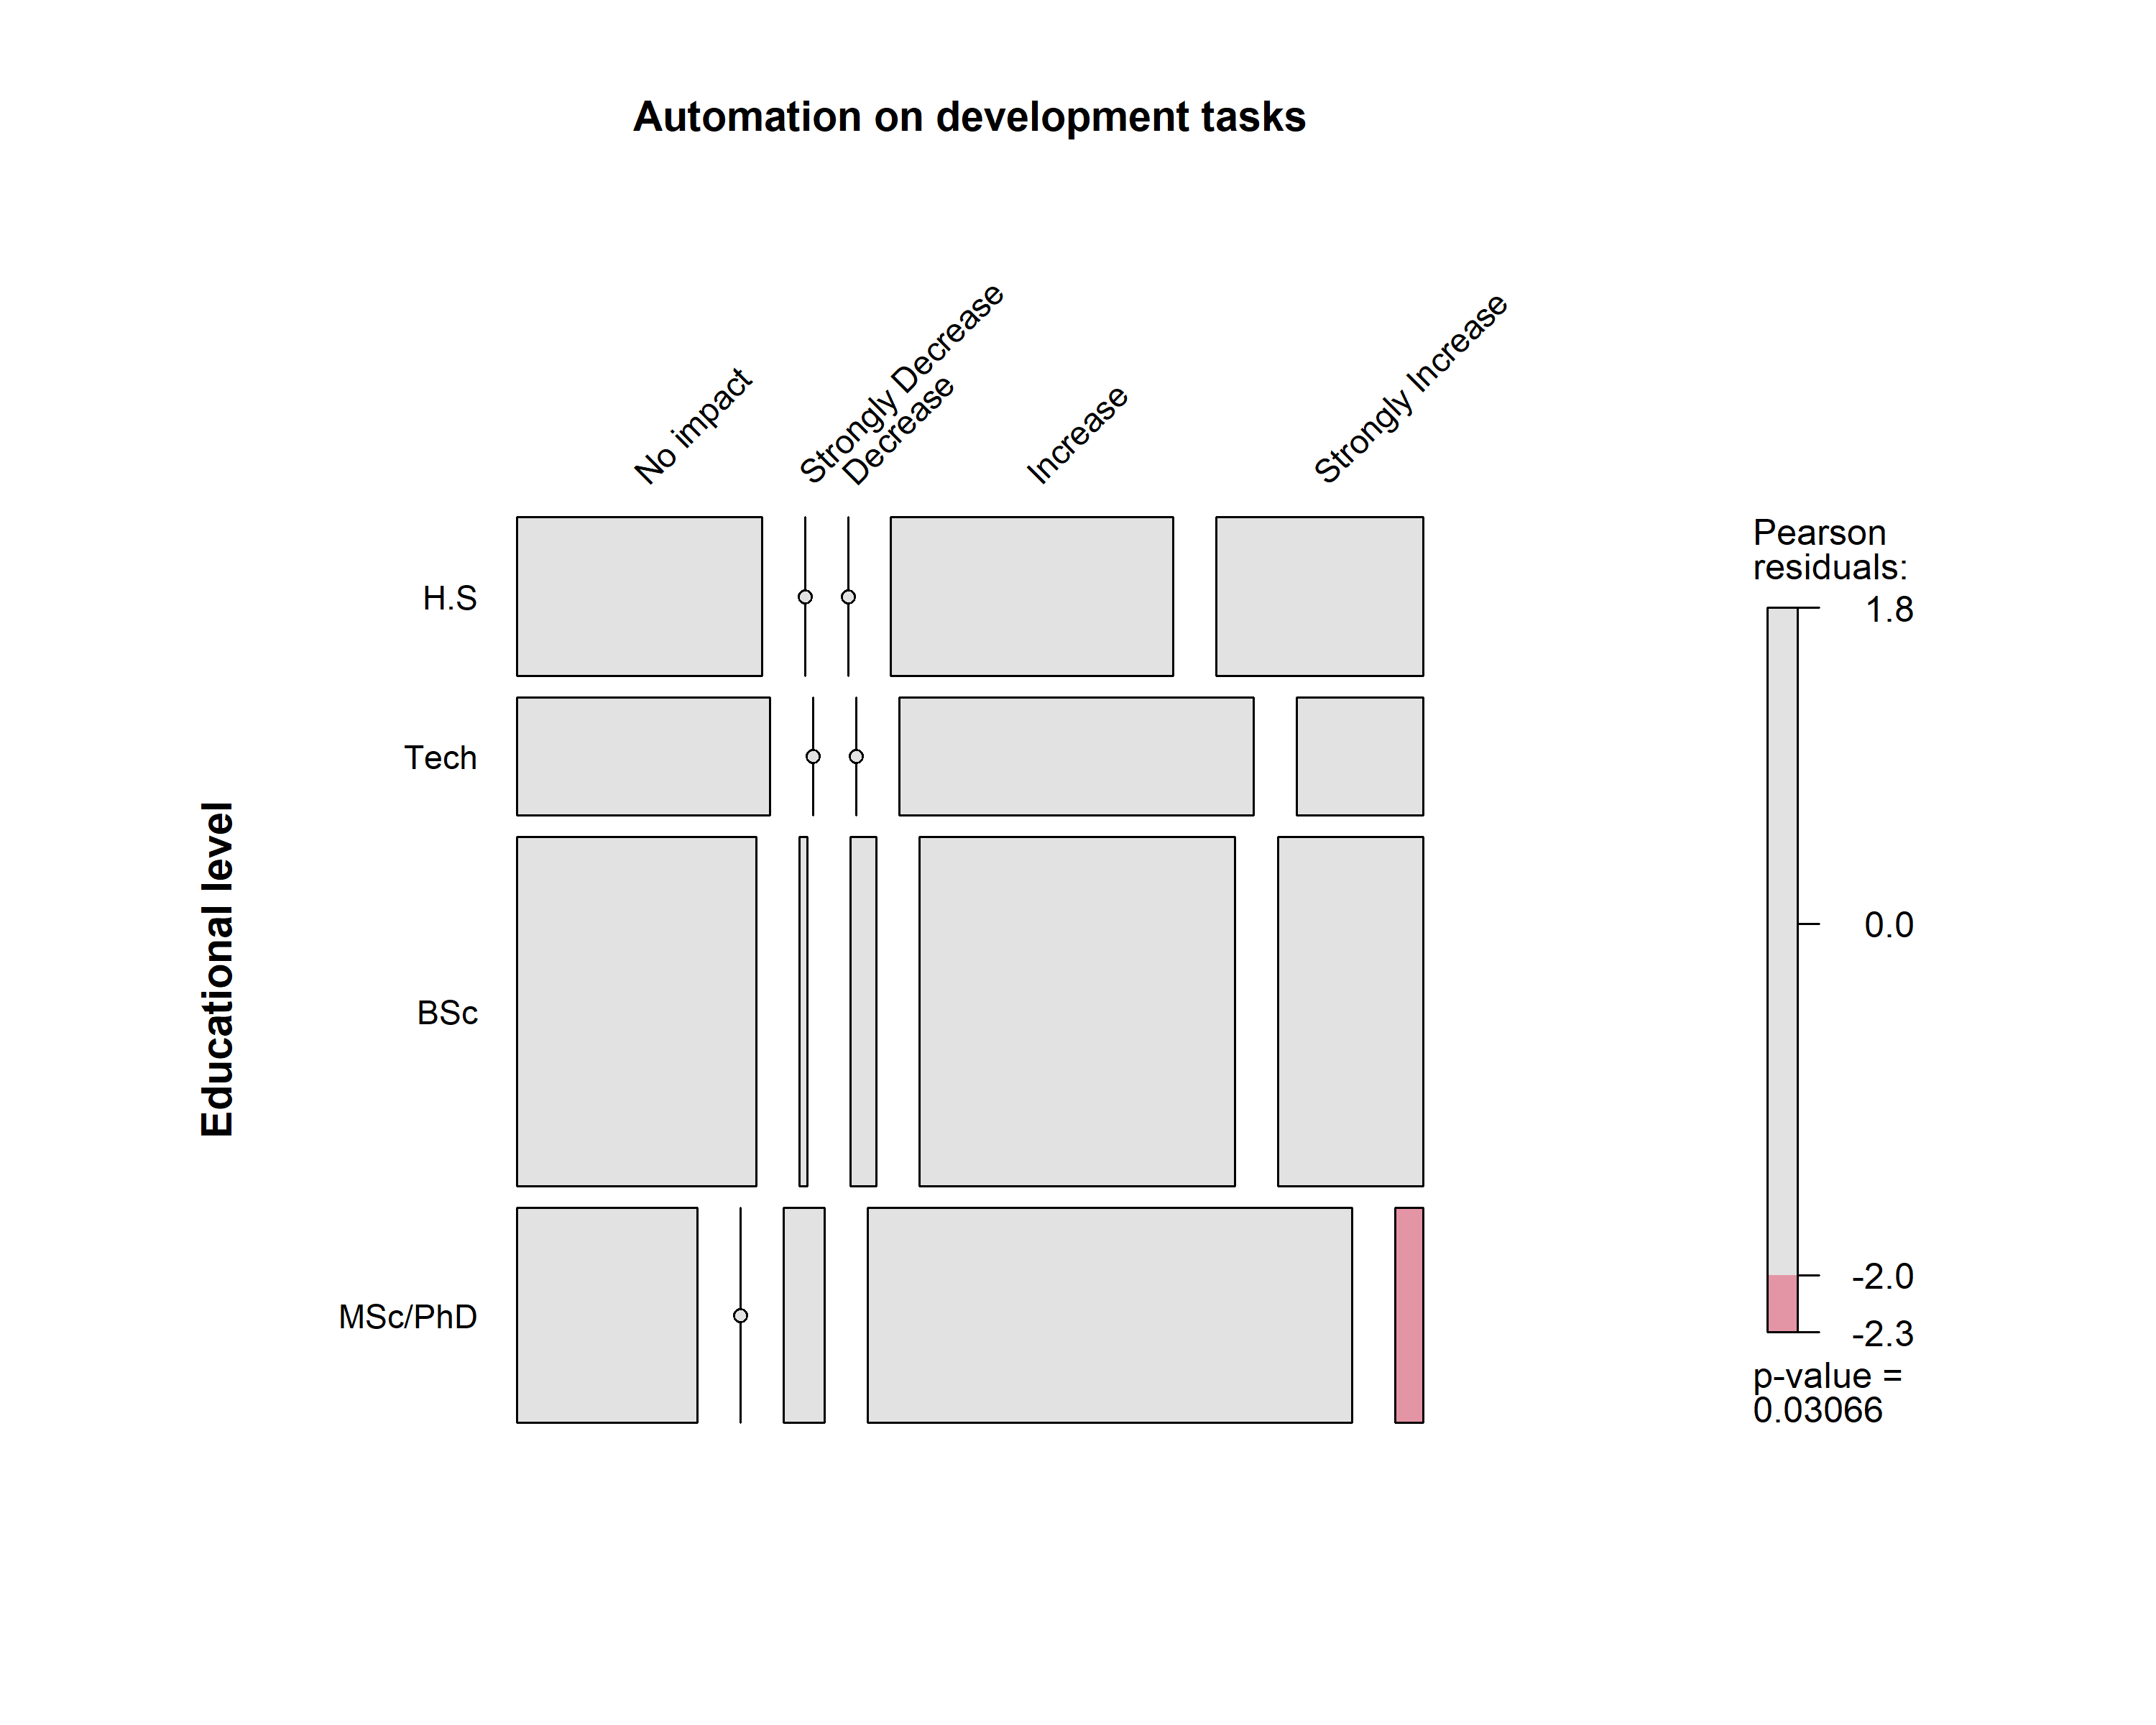 Automation on development tasks
No impact
Strongly Decrease
Decrease
Increase
Strongly Increase
Educational level
H.S
Tech
BSc
MSc/PhD
Pearson
residuals:
1.8
0.0
-2.0
-2.3
p-value =
0.03066